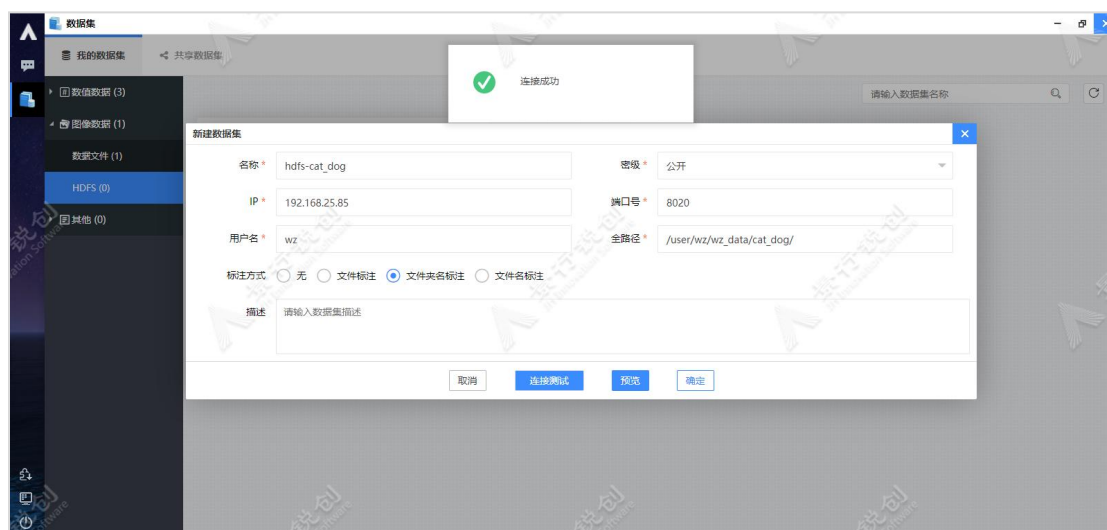 数据集
我的数据集 共享数据集
连接成功
数值数据 (3)
请输入数据集名称
图像数据 (1)
新建数据集
数据文件 (1)
名称* hdfs-cat_dog 密级* 公开
HDFS (0)
IP* 192.168.25.85 端口号* 8020
其他 (0)
用户名* wz 全路径* /user/wz/wz_data/cat_dog/
标注方式 无 文件标注 文件夹名标注 文件名标注
描述 请输入数据集描述
取消 连接测试 预览 确定